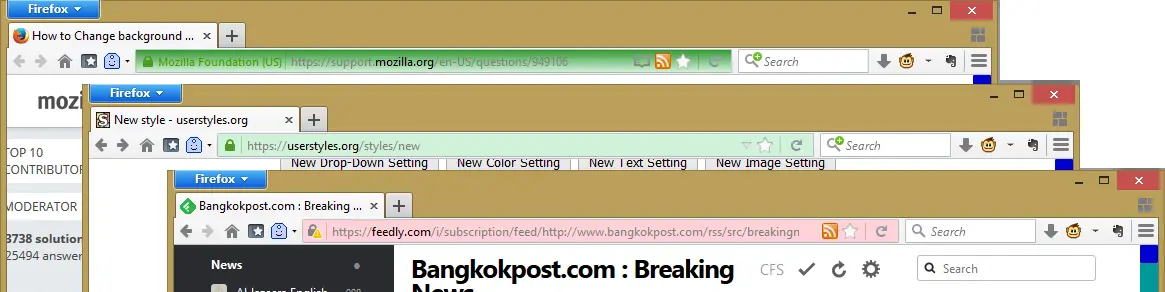 Firefox
How to Change background ...
Mozilla Foundation (US) https://support.mozilla.org/en-US/questions/949106
Search
mozi
TOP 10
CONTRIBUTOR
MODERATOR
3738 solution
25494 answer
Firefox
New style - userstyles.org
https://userstyles.org/styles/new
Search
New Drop-Down Setting New Color Setting New Text Setting New Image Setting
Firefox
Bangkokpost.com : Breaking ...
https://feedly.com/i/subscription/feed/http://www.bangkokpost.com/rss/src/breakingn
Search
News
Bangkokpost.com : Breaking
News
CFS
Search
Al Jazeera English